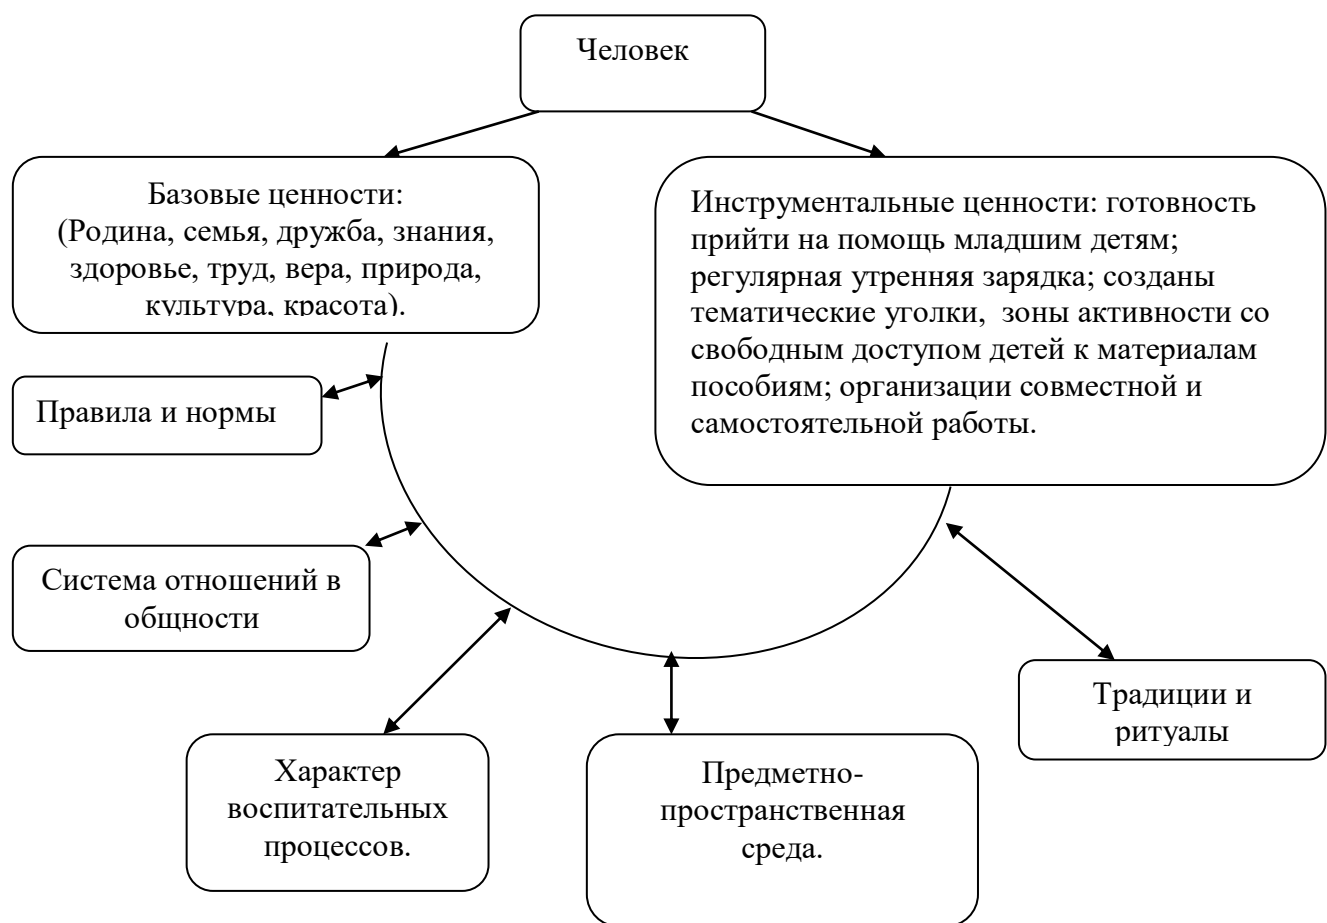 Человек
Базовые ценности:
(Родина, семья, дружба, знания,
здоровье, труд, вера, природа,
культура, красота).
Инструментальные ценности: готовность
прийти на помощь младшим детям;
регулярная утренняя зарядка; созданы
тематические уголки, зоны активности со
свободным доступом детей к материалам
пособиям; организации совместной и
самостоятельной работы.
Правила и нормы
Система отношений в
общности
Традиции и
ритуалы
Характер
воспитательных
процессов.
Предметно-
пространственная
среда.